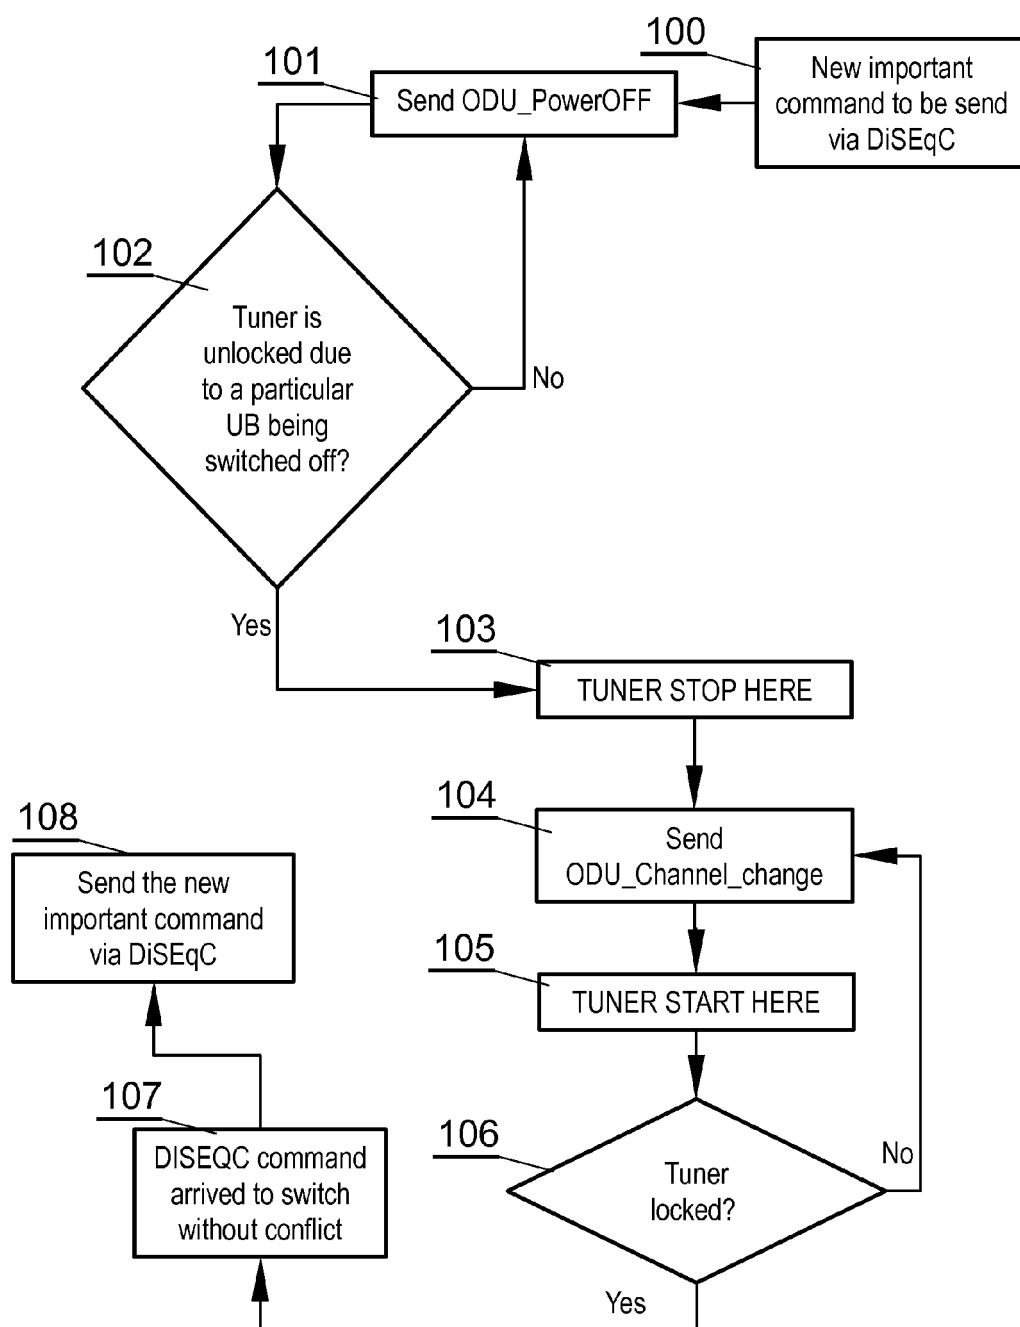 100
New important
command to be send
via DiSEqC
101
Send ODU_PowerOFF
102
Tuner is
unlocked due
to a particular
UB being
switched off?
No
Yes
103
TUNER STOP HERE
104
Send
ODU_Channel_change
105
TUNER START HERE
106
Tuner
locked?
No
Yes
107
DISEQC command
arrived to switch
without conflict
108
Send the new
important command
via DiSEqC